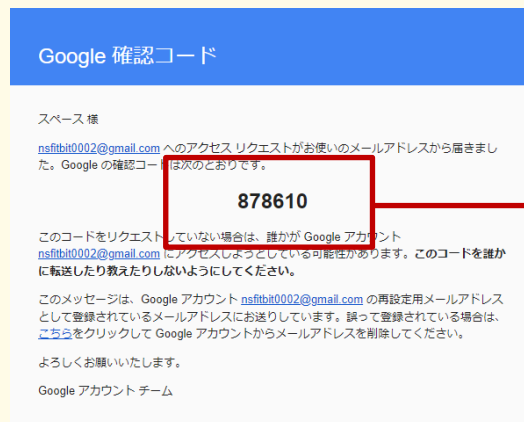 Google 確認コード
スペース 様
nsfitbit0002@gmail.com へのアクセス リクエストがお使いのメールアドレスから届きまし
た。Google の確認コードは次のとおりです。
878610
このコードをリクエストしていない場合は、誰かが Google アカウント
nsfitbit0002@gmail.com にアクセスしようとしている可能性があります。このコードを誰か
に転送したり教えたりしないようにしてください。
このメッセージは、Google アカウント nsfitbit0002@gmail.com の再設定用メールアドレス
として登録されているメールアドレスにお送りしています。誤って登録されている場合は、
こちらをクリックして Google アカウントからメールアドレスを削除してください。
よろしくお願いいたします。
Google アカウント チーム